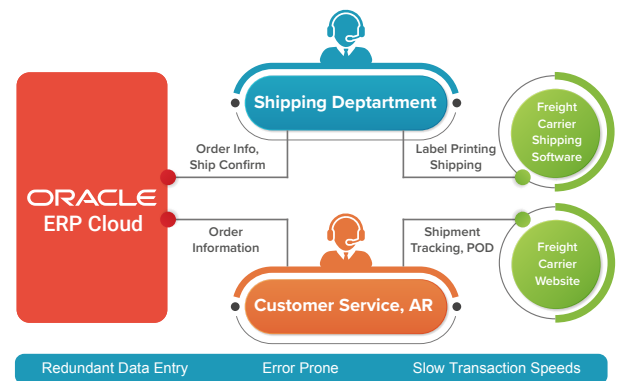 Shipping Deptartment
Freight
Carrier
Shipping
Software
Order Info,
Ship Confirm
Label Printing
Shipping
ORACLE
ERP Cloud
Order
Information
Shipment
Tracking, POD
Freight
Carrier
Website
Customer Service, AR
Redundant Data Entry Error Prone Slow Transaction Speeds